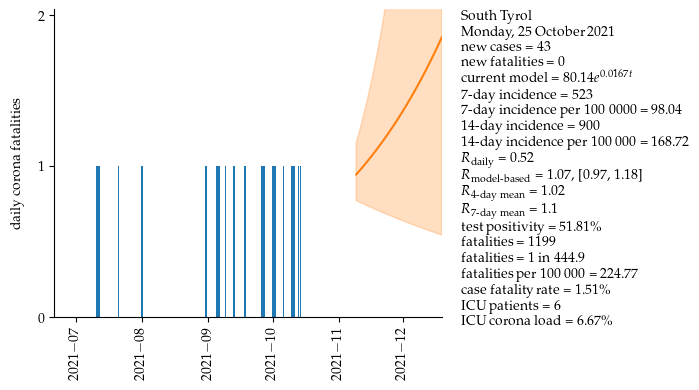 2
1
0
daily corona fatalities
2021−07
2021−08
2021−09
2021−10
2021−11
2021−12
South Tyrol
Monday, 25 October 2021
new cases = 43
new fatalities = 0
current model = 80.14e^0.0167t
7-day incidence = 523
7-day incidence per 100 0000 = 98.04
14-day incidence = 900
14-day incidence per 100 000 = 168.72
R_daily = 0.52
R_model-based = 1.07, [0.97, 1.18]
R_4-day mean = 1.02
R_7-day mean = 1.1
test positivity = 51.81%
fatalities = 1199
fatalities = 1 in 444.9
fatalities per 100 000 = 224.77
case fatality rate = 1.51%
ICU patients = 6
ICU corona load = 6.67%